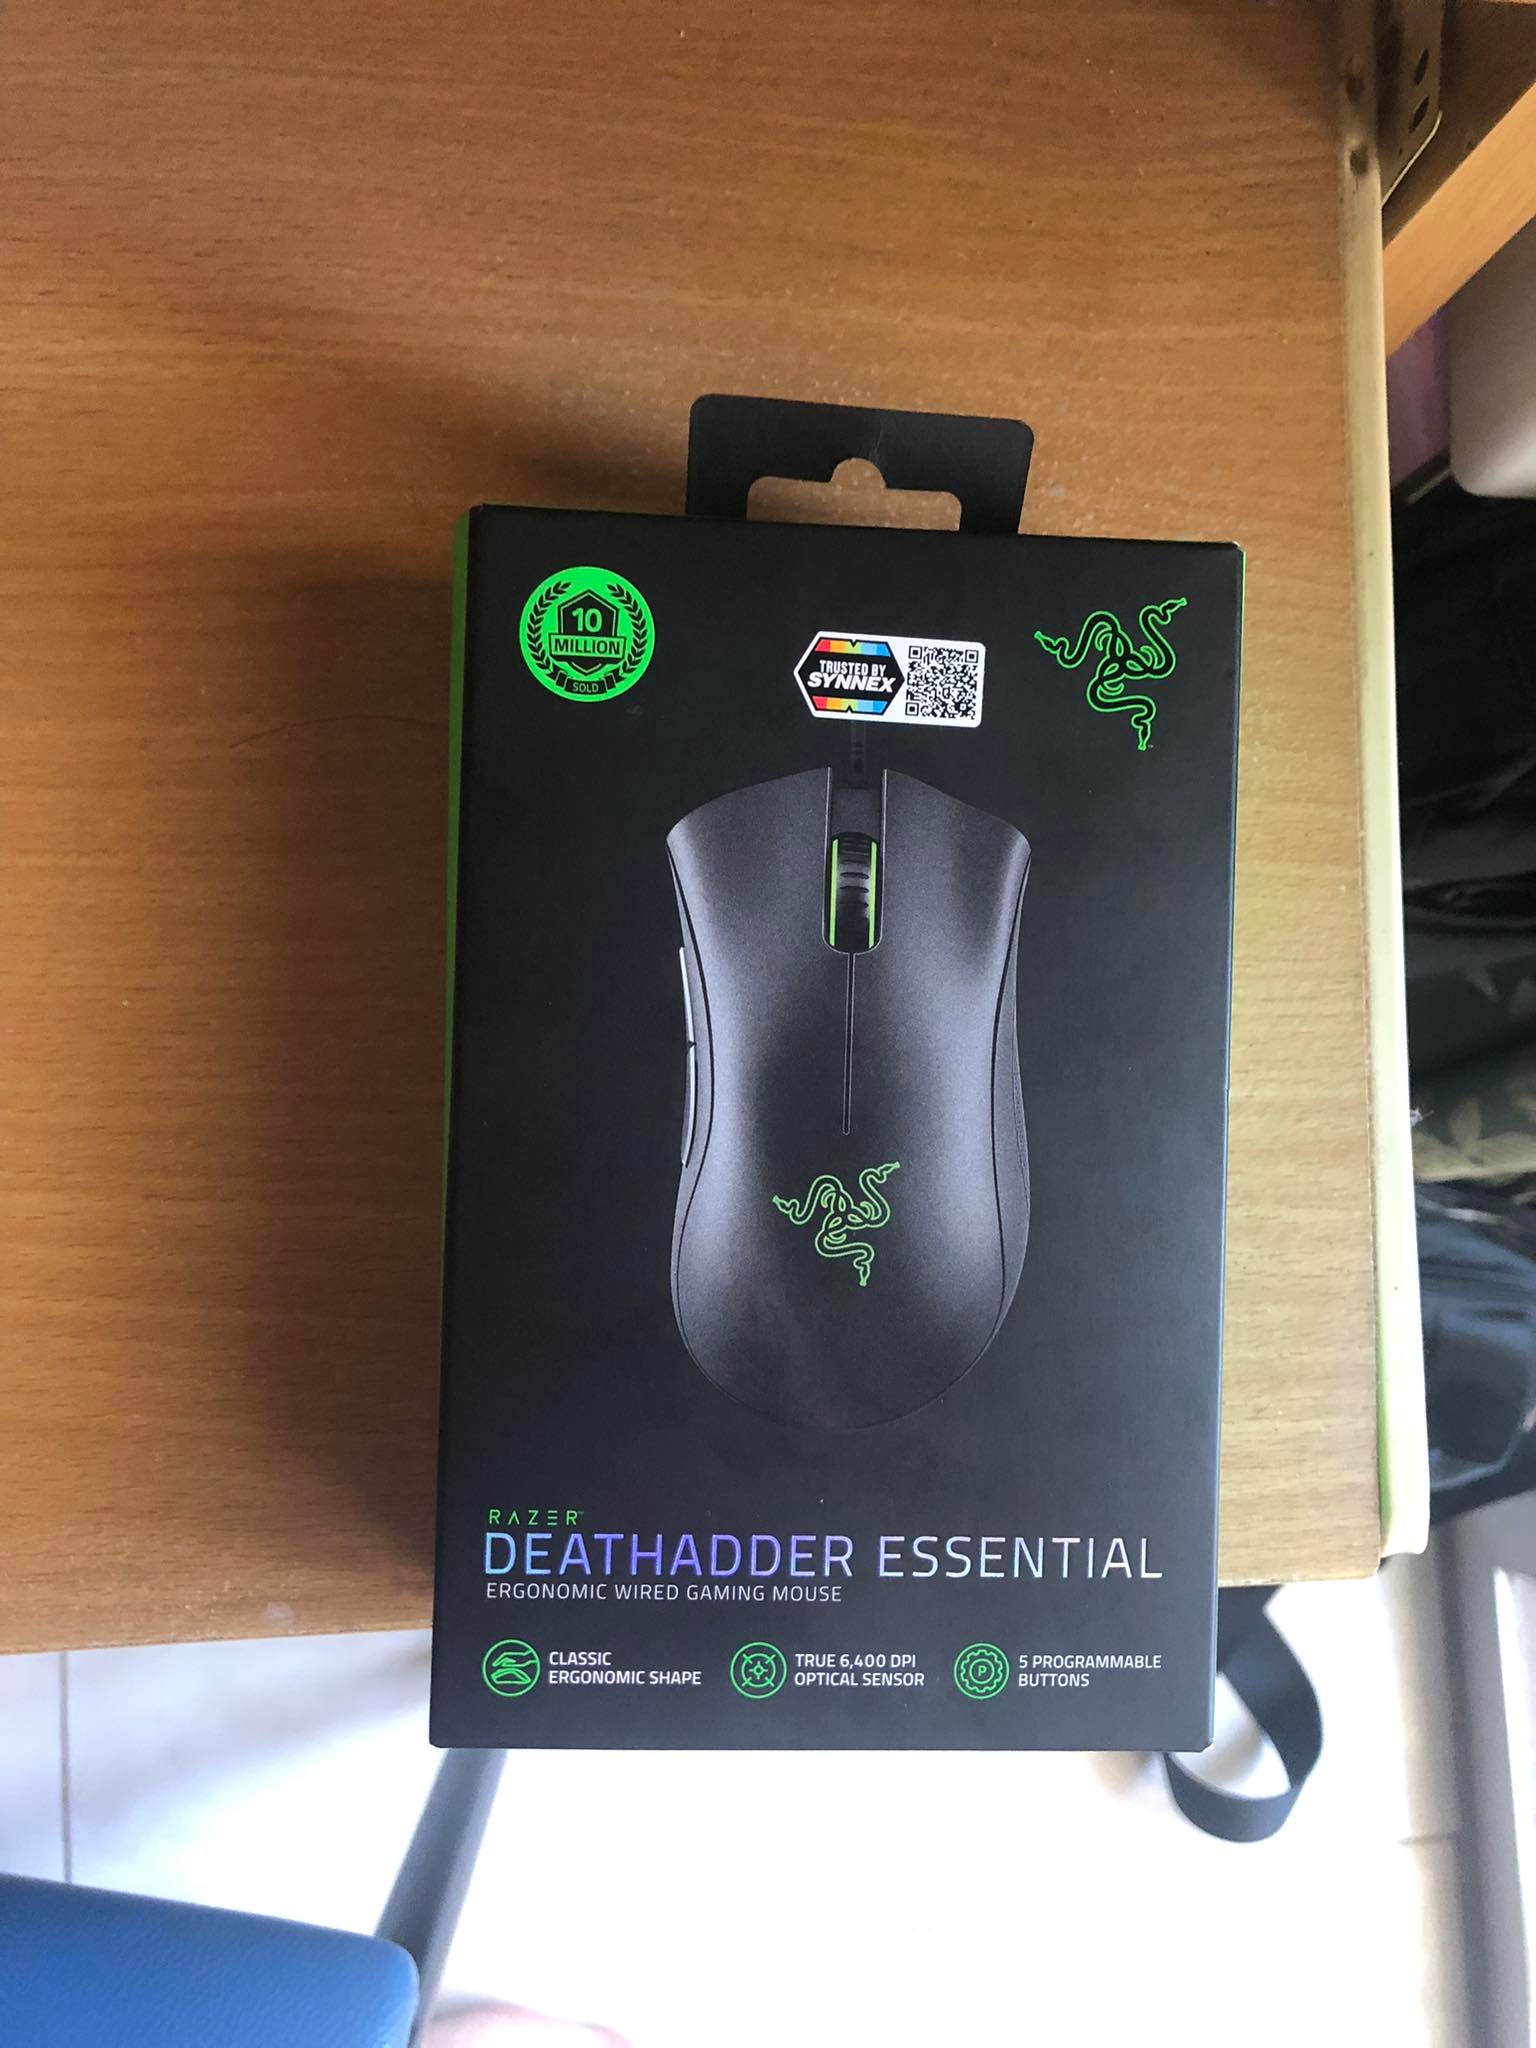 10
MILLION
SOLD
TRUSTED BY
SYNNEX
RAZER™
DEATHADDER ESSENTIAL
ERGONOMIC WIRED GAMING MOUSE
CLASSIC
ERGONOMIC SHAPE
TRUE 6,400 DPI
OPTICAL SENSOR
P
5 PROGRAMMABLE
BUTTONS